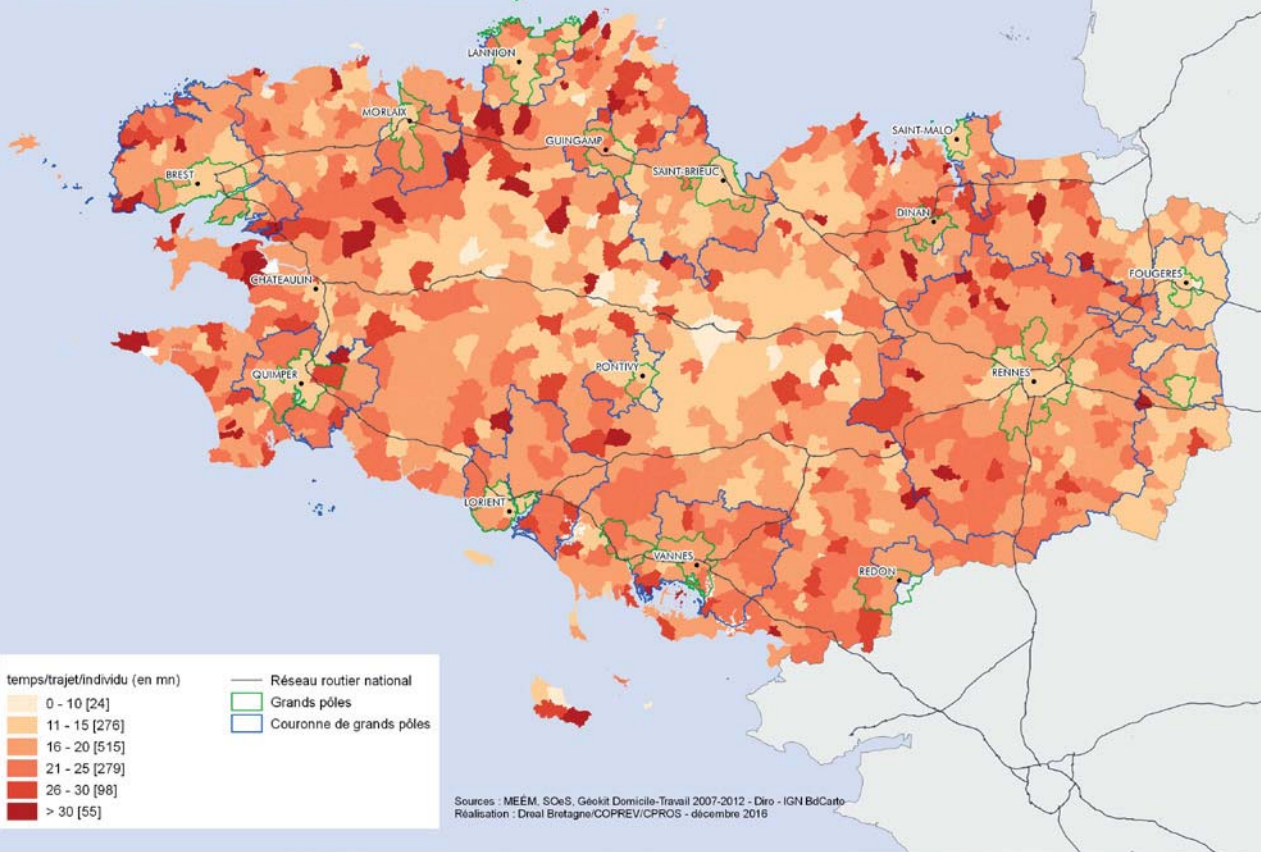 LANNION
MORLAIX
GUINGAMP
SAINT-MALO
BREST
SAINT-BRIEUC
DINAN
CHATEAULIN
FOUGERES
QUIMPER
PONTIVY
RENNES
LORIENT
VANNES
REDON
temps/trajet/individu (en mn)
0 - 10 [24]
11 - 15 [276]
16 - 20 [515]
21 - 25 [279]
26 - 30 [98]
> 30 [55]
Réseau routier national
Grands pôles
Couronne de grands pôles
Sources : MEÉM, SOeS, Géokit Domicile-Travail 2007-2012 - Diro - IGN BdCarto
Réalisation : Dreal Bretagne/COPREV/CPROS - décembre 2016